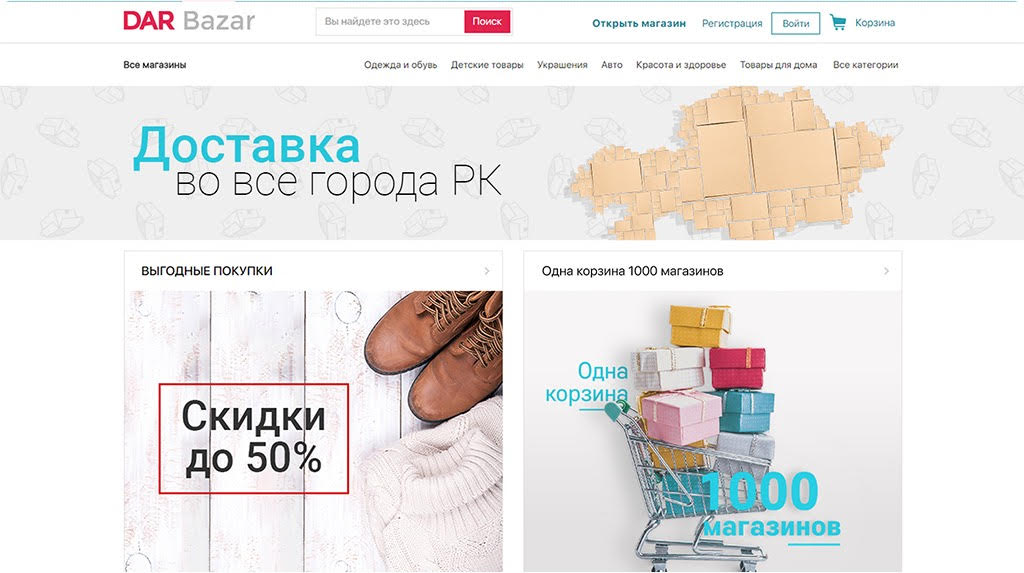 DAR Bazar
Вы найдете это здесь
Поиск
Открыть магазин
Регистрация
Войти
Корзина
Все магазины
Одежда и обувь
Детские товары
Украшения
Авто
Красота и здоровье
Товары для дома
Все категории
Доставка
во все города РК
ВЫГОДНЫЕ ПОКУПКИ
Скидки
до 50%
Одна корзина 1000 магазинов
Одна
корзина
1000
магазинов